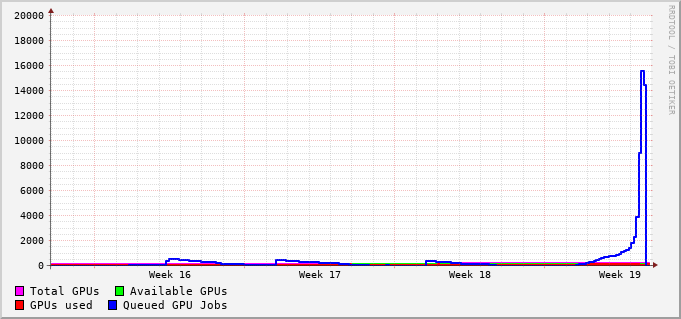 20000
18000
16000
14000
12000
10000
8000
6000
4000
2000
0
Week 16 Week 17 Week 18 Week 19
Total GPUs Available GPUs
GPUs used Queued GPU Jobs
RRDTOOL / TOBI OETIKER